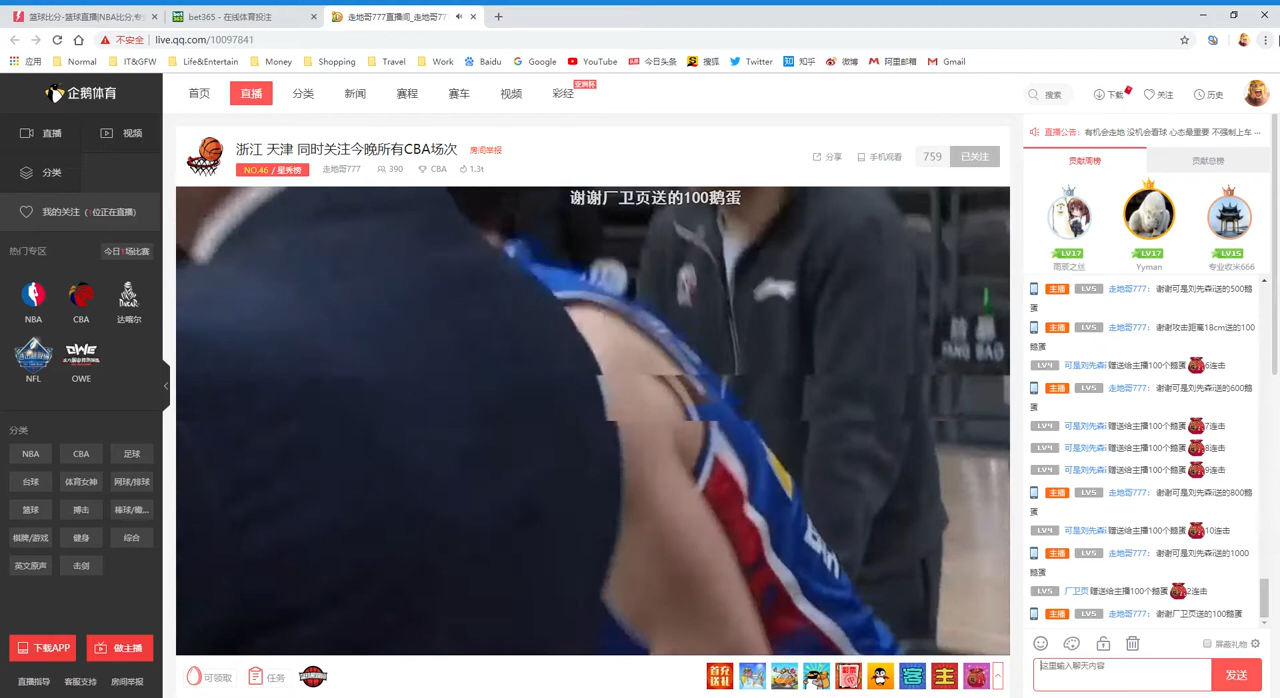 篮球比分-篮球直播|NBA比分,专
bet365 - 在线体育投注
走地哥777直播间_走地哥77
不安全 live.qq.com/10097841
应用 Normal IT&GFW Life&Entertain Money Shopping Travel Work Baidu Google YouTube 今日头条 搜狐 Twitter 知乎 微博 阿里邮箱 Gmail
企鹅体育
首页 直播 分类 新闻 赛程 赛车 视频 彩经 亚洲杯
搜索 下载 关注 历史
直播 视频
分类
我的关注 (1位正在直播)
热门专区 今日1场比赛
NBA CBA 达喀尔
NFL OWE
分类
NBA CBA 足球
台球 体育女神 网球/排球
篮球 搏击 棒球/橄...
棋牌/游戏 健身 综合
英文原声 击剑
下载APP 做主播
直播指导 客服支持 房间举报
浙江 天津 同时关注今晚所有CBA场次 房间举报
NO.46 / 星秀榜 走地哥777 390 CBA 1.3t
分享 手机观看 759 已关注
谢谢厂卫页送的100鹅蛋
FANG BAO
可领取 任务
首充送礼
客 主
直播公告: 有机会走地 没机会看球 心态最重要 不强制上车 ...
贡献周榜 贡献总榜
LV17 LV17 LV15
雨宸之丝 Yyman 专业收米666
主播 LV5 走地哥777: 谢谢可是刘先森i送的500鹅
蛋
主播 LV5 走地哥777: 谢谢攻击距离18cm送的100
鹅蛋
LV4 可是刘先森i 赠送给主播100个鹅蛋 6连击
主播 LV5 走地哥777: 谢谢可是刘先森i送的600鹅
蛋
LV4 可是刘先森i 赠送给主播100个鹅蛋 7连击
LV4 可是刘先森i 赠送给主播100个鹅蛋 8连击
LV4 可是刘先森i 赠送给主播100个鹅蛋 9连击
主播 LV5 走地哥777: 谢谢可是刘先森i送的800鹅
蛋
LV4 可是刘先森i 赠送给主播100个鹅蛋 10连击
主播 LV5 走地哥777: 谢谢可是刘先森i送的1000
鹅蛋
LV5 厂卫页 赠送给主播100个鹅蛋 2连击
主播 LV5 走地哥777: 谢谢厂卫页送的100鹅蛋
屏蔽礼物
这里输入聊天内容
发送